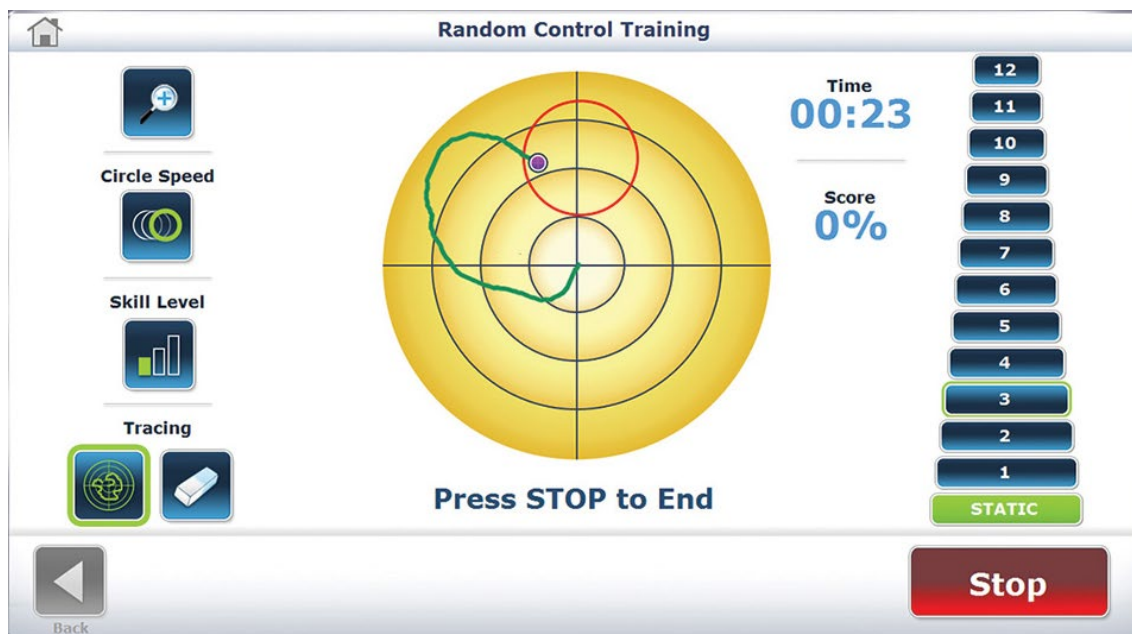 Random Control Training
Circle Speed
Skill Level
Tracing
Time
00:23
Score
0%
12
11
10
9
8
7
6
5
4
3
2
1
STATIC
Press STOP to End
Back
Stop